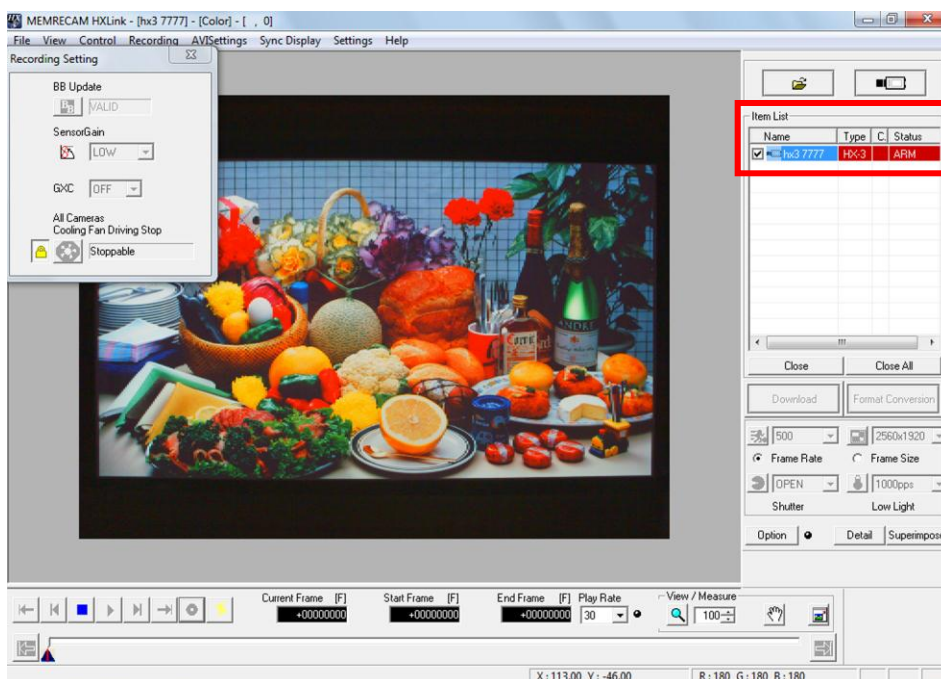 MEMRECAM HXLink - [hx3 7777] - [Color] - [ , 0]
File View Control Recording AVISettings Sync Display Settings Help
Recording Setting
BB Update
VALID
SensorGain
LOW
GXC OFF
All Cameras
Cooling Fan Driving Stop
Stoppable
Item List
Name Type C. Status
hx3 7777 HX-3 ARM
Close Close All
Download Format Conversion
500 2560x1920
Frame Rate Frame Size
OPEN 1000pps
Shutter Low Light
Option Detail Superimpose
ANDRE
Current Frame [F] Start Frame [F] End Frame [F] Play Rate View / Measure
+00000000 +00000000 +00000000 30 100
X : 113.00 Y : -46.00 R : 180 G : 180 B : 180